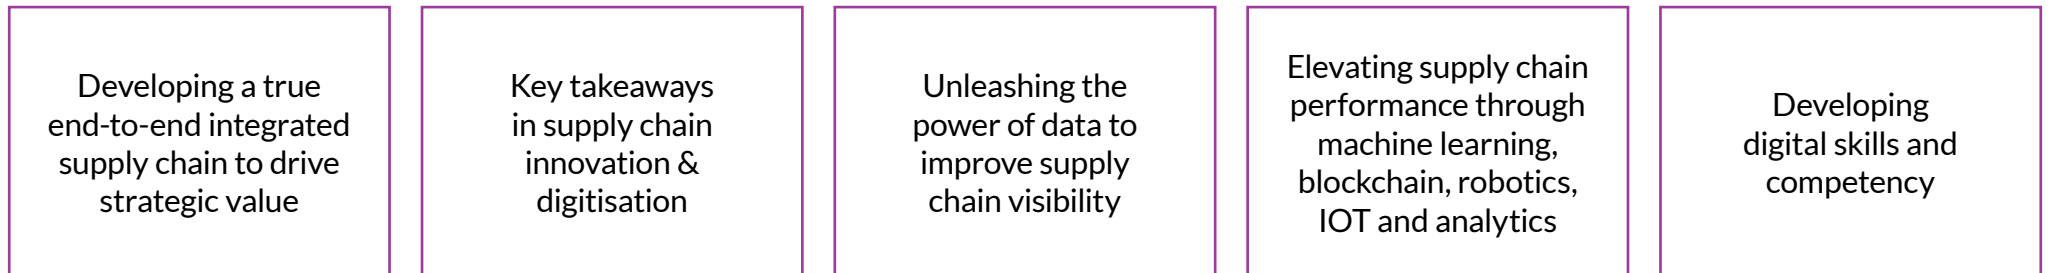 Developing a true
end-to-end integrated
supply chain to drive
strategic value
Key takeaways
in supply chain
innovation &
digitisation
Unleashing the
power of data to
improve supply
chain visibility
Elevating supply chain
performance through
machine learning,
blockchain, robotics,
IOT and analytics
Developing
digital skills and
competency